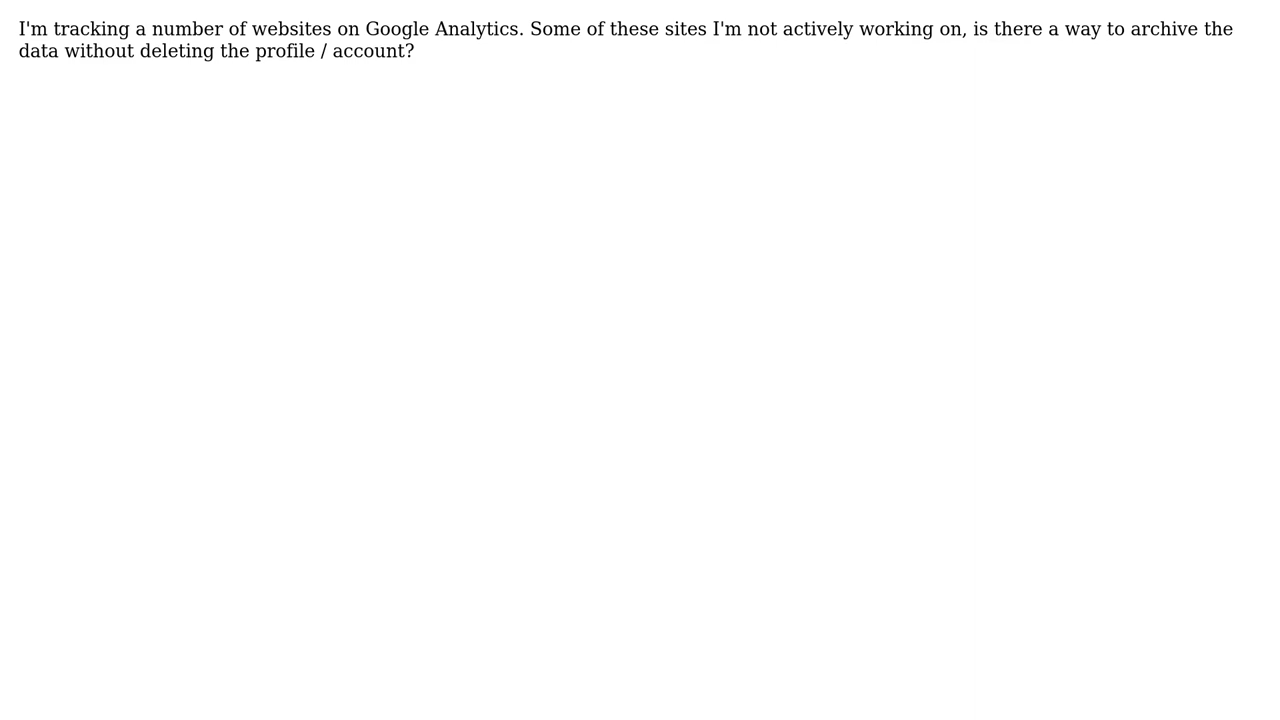 I'm tracking a number of websites on Google Analytics. Some of these sites I'm not actively working on, is there a way to archive the
data without deleting the profile / account?